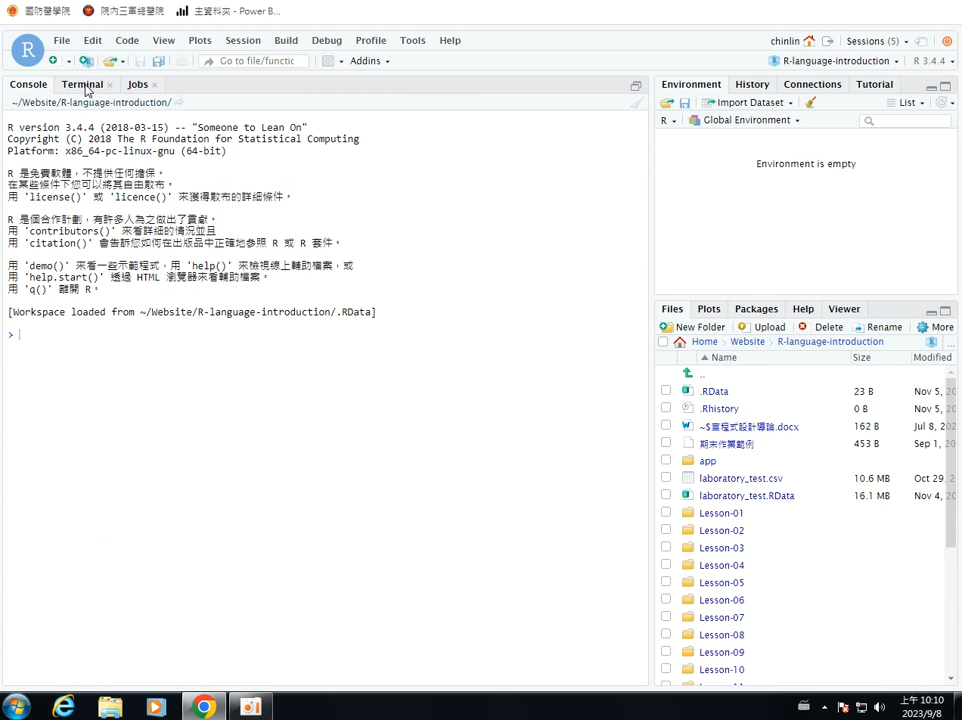 國防醫學院 院內三軍總醫院 主資料夾 - Power B...
File Edit Code View Plots Session Build Debug Profile Tools Help
chinlin Sessions (5)
Go to file/functic Addins
R-language-introduction R 3.4.4
Console Terminal Jobs
~/Website/R-language-introduction/
R version 3.4.4 (2018-03-15) -- "Someone to Lean On"
Copyright (C) 2018 The R Foundation for Statistical Computing
Platform: x86_64-pc-linux-gnu (64-bit)
R 是免費軟體，不提供任何擔保。
在某些條件下您可以將其自由散布。
用 'license()' 或 'licence()' 來獲得散布的詳細條件。
R 是個合作計劃，有許多人為之做出了貢獻。
用 'contributors()' 來看詳細的情況並且
用 'citation()' 會告訴您如何在出版品中正確地參照 R 或 R 套件。
用 'demo()' 來看一些示範程式，用 'help()' 來檢視線上輔助檔案，或
用 'help.start()' 透過 HTML 瀏覽器來看輔助檔案。
用 'q()' 離開 R。
[Workspace loaded from ~/Website/R-language-introduction/.RData]
>
Environment History Connections Tutorial
Import Dataset List
R Global Environment
Environment is empty
Files Plots Packages Help Viewer
New Folder Upload Delete Rename More
Home Website R-language-introduction ...
Name Size Modified
..
.RData 23 B Nov 5, 20
.Rhistory 0 B Nov 5, 20
162 B Jul 8, 202
期末作業範例 453 B Sep 1, 20
app
laboratory_test.csv 10.6 MB Oct 29,
laboratory_test.RData 16.1 MB Nov 4, 20
Lesson-01
Lesson-02
Lesson-03
Lesson-04
Lesson-05
Lesson-06
Lesson-07
Lesson-08
Lesson-09
Lesson-10
上午 10:10
2023/9/8